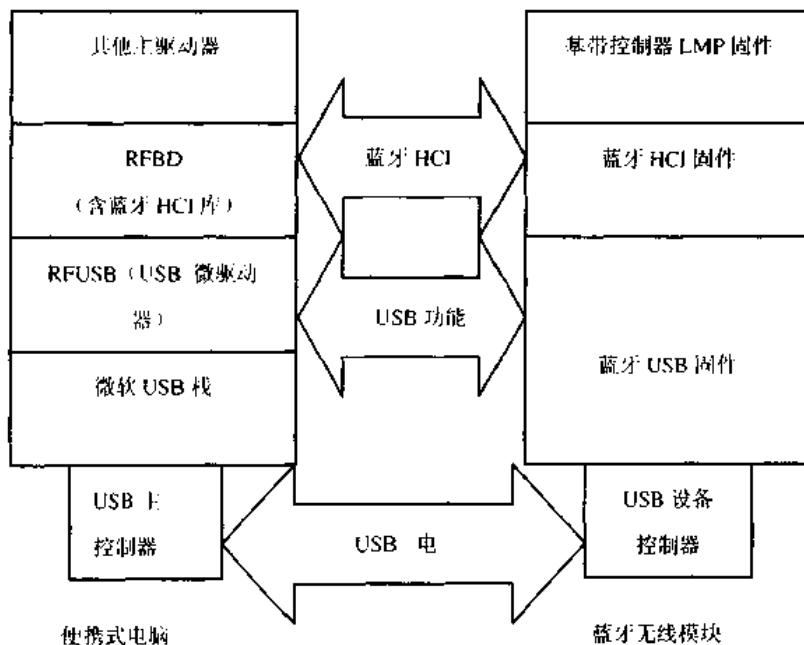 其他主驱动器
RFBD
（含蓝牙 HCI 库）
RFUSB（USB 微驱动
器）
微软 USB 栈
USB 主
控制器
便携式电脑
蓝牙 HCI
USB 功能
USB 电
基带控制器 LMP 固件
蓝牙 HCI 固件
蓝牙 USB 固件
USB 设备
控制器
蓝牙无线模块